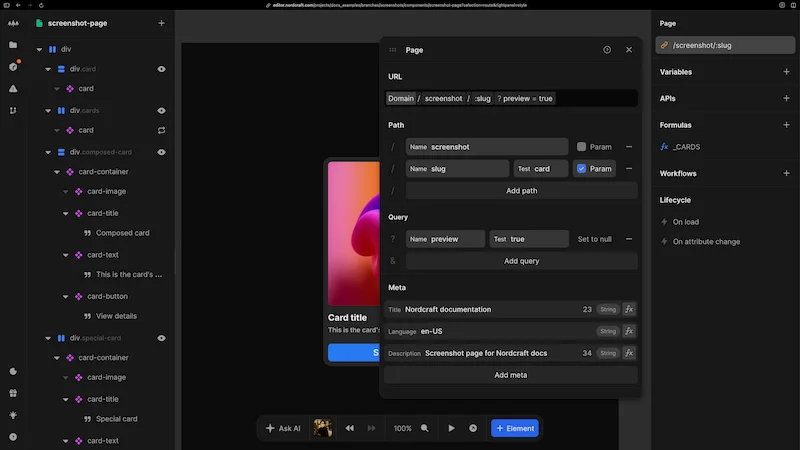 editor.nordcraft.com/projects/docs_examples/branches/screenshots/components/screenshot-page?selection=route&rightpanel=style
screenshot-page
div
div.card
card
div.cards
card
div.composed-card
card-container
card-image
card-title
Composed card
card-text
This is the card's ...
card-button
View details
div.special-card
card-container
card-image
card-title
Special card
card-text
Card title
This is the card's
S
Page
URL
Domain / screenshot / :slug ? preview = true
Path
/ Name screenshot Param
/ Name slug Test card Param
/ Add path
Query
? Name preview Test true Set to null
& Add query
Meta
Title Nordcraft documentation 23 String fx
Language en-US String fx
Description Screenshot page for Nordcraft docs 34 String fx
Add meta
Ask AI
100%
Element
Page
/screenshot/:slug
Variables
APIs
Formulas
fx _CARDS
Workflows
Lifecycle
On load
On attribute change